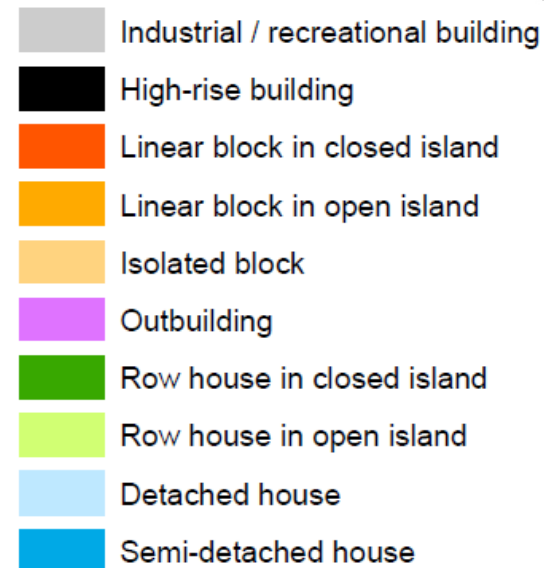 Industrial / recreational building
High-rise building
Linear block in closed island
Linear block in open island
Isolated block
Outbuilding
Row house in closed island
Row house in open island
Detached house
Semi-detached house